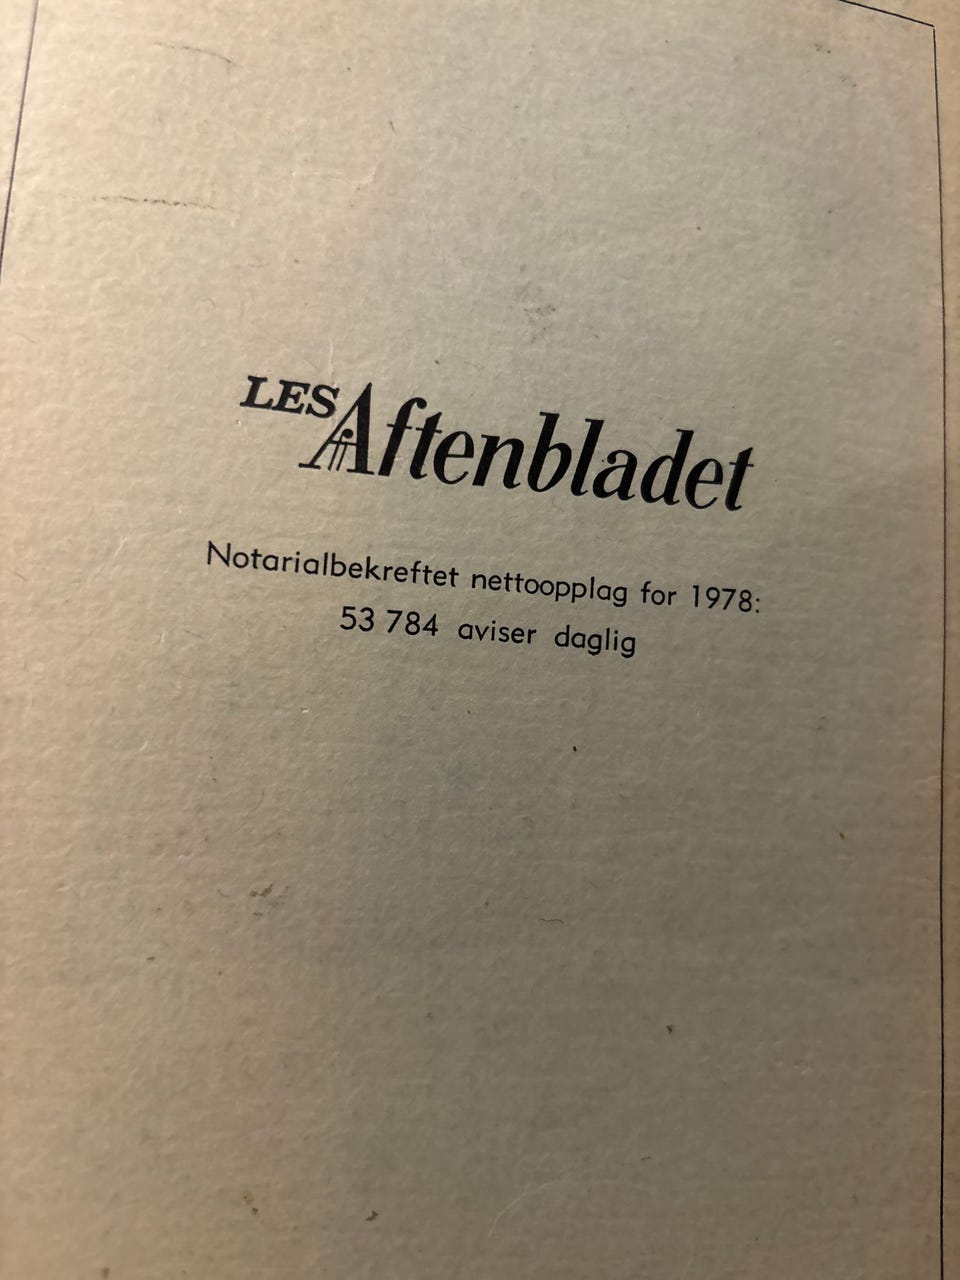 LES Aftenbladet
Notarialbekreftet nettoopplag for 1978:
53 784 aviser daglig